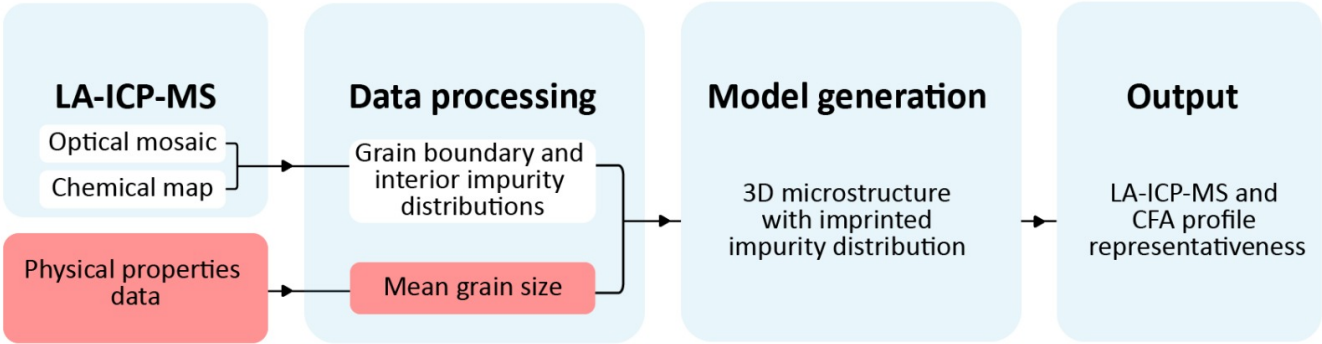 LA-ICP-MS
Optical mosaic
Chemical map
Physical properties
data
Data processing
Grain boundary and
interior impurity
distributions
Mean grain size
Model generation
3D microstructure
with imprinted
impurity distribution
Output
LA-ICP-MS and
CFA profile
representativeness